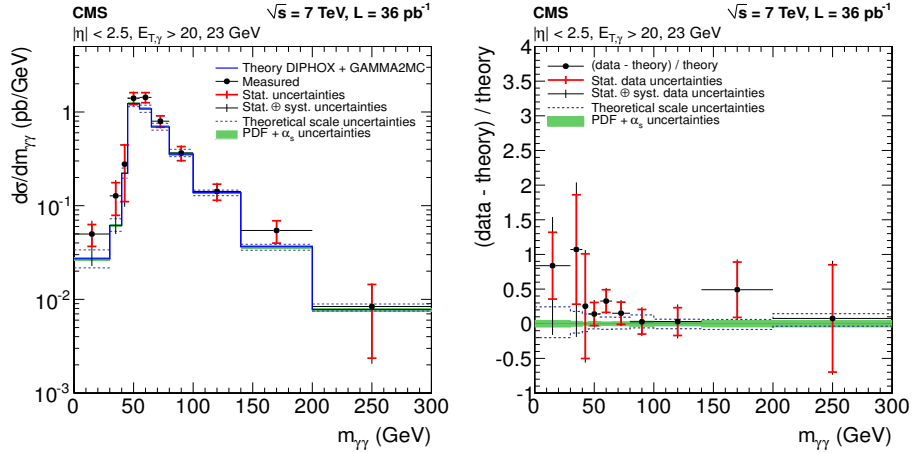 CMS √s = 7 TeV, L = 36 pb⁻¹
|η| < 2.5, E_T,γ > 20, 23 GeV
Theory DIPHOX + GAMMA2MC
Measured
Stat. uncertainties
Stat. ⊕ syst. uncertainties
Theoretical scale uncertainties
PDF + α_s uncertainties
dσ/dm_γγ (pb/GeV)
1
10⁻¹
10⁻²
10⁻³
0 50 100 150 200 250 300
m_γγ (GeV)
CMS √s = 7 TeV, L = 36 pb⁻¹
|η| < 2.5, E_T,γ > 20, 23 GeV
(data - theory) / theory
Stat. data uncertainties
Stat. ⊕ syst. data uncertainties
Theoretical scale uncertainties
PDF + α_s uncertainties
(data - theory) / theory
4
3.5
3
2.5
2
1.5
1
0.5
0
-0.5
-1
0 50 100 150 200 250 300
m_γγ (GeV)